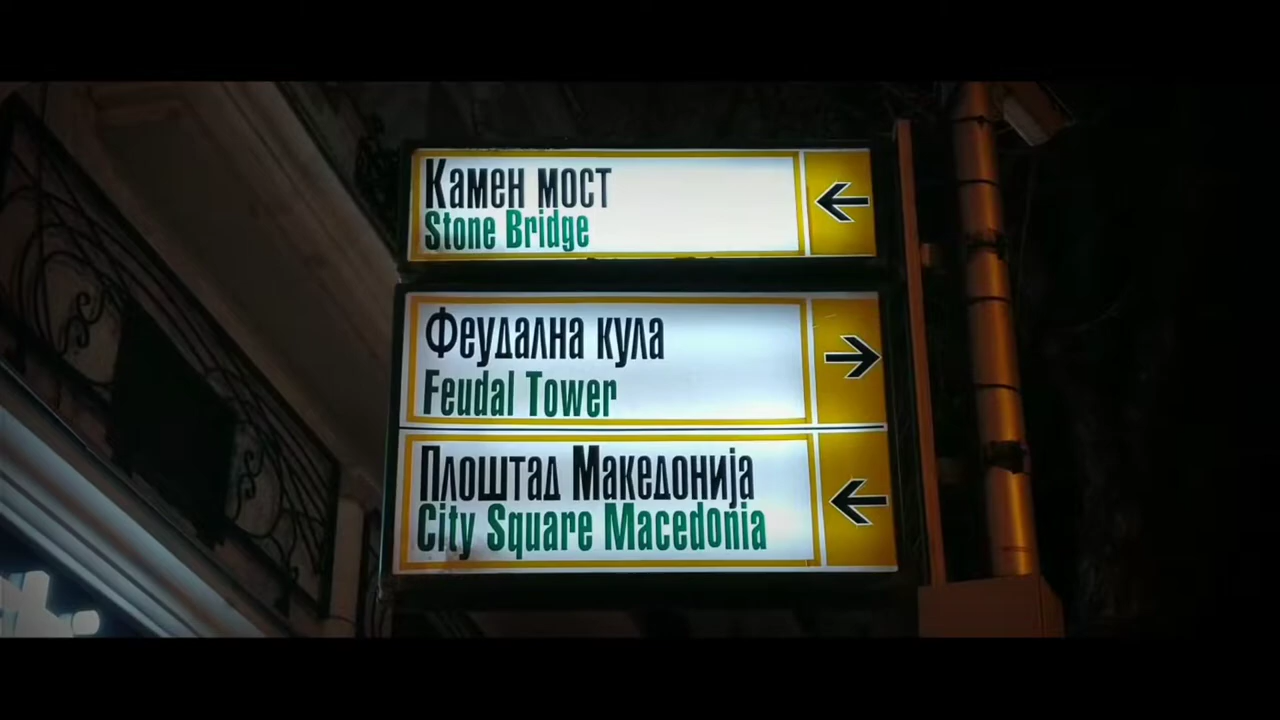 Камен мост
Stone Bridge
Феудална кула
Feudal Tower
Плоштад Македонија
City Square Macedonia